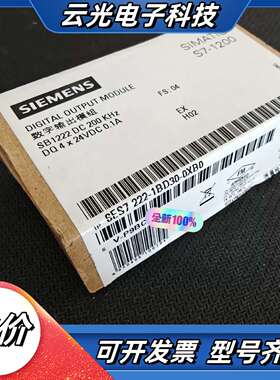 云光电子科技
SIMATIC
S7-1200
SIEMENS
DIGITAL OUTPUT MODULE
数字输出模组
SB1222 DC 200 KHz
DQ 4 x 24VDC 0.1A
FS:04
EX
H02
6ES7 222-1BD30-0XB0
全新100%
价
可开发票 型号齐